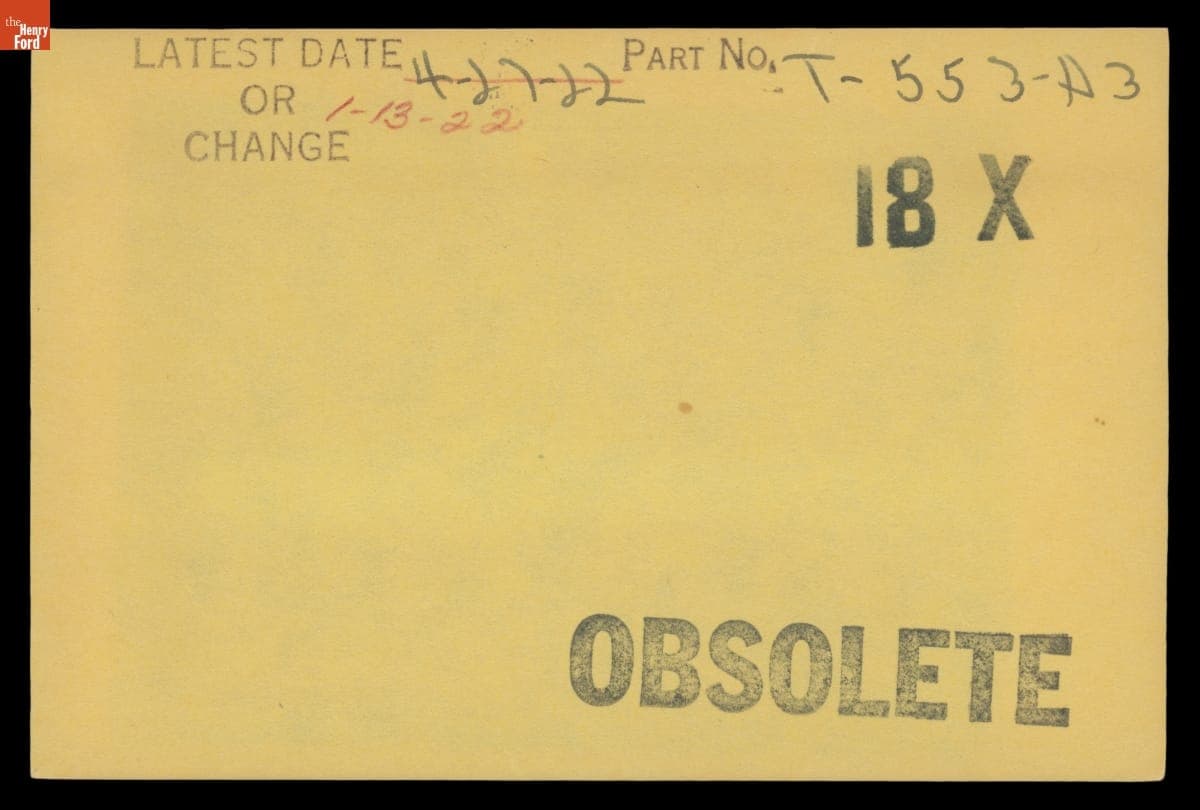 the
Henry
Ford
LATEST DATE 4-27-22 PART NO. T-553-A3
OR 1-13-22
CHANGE
18 X
OBSOLETE